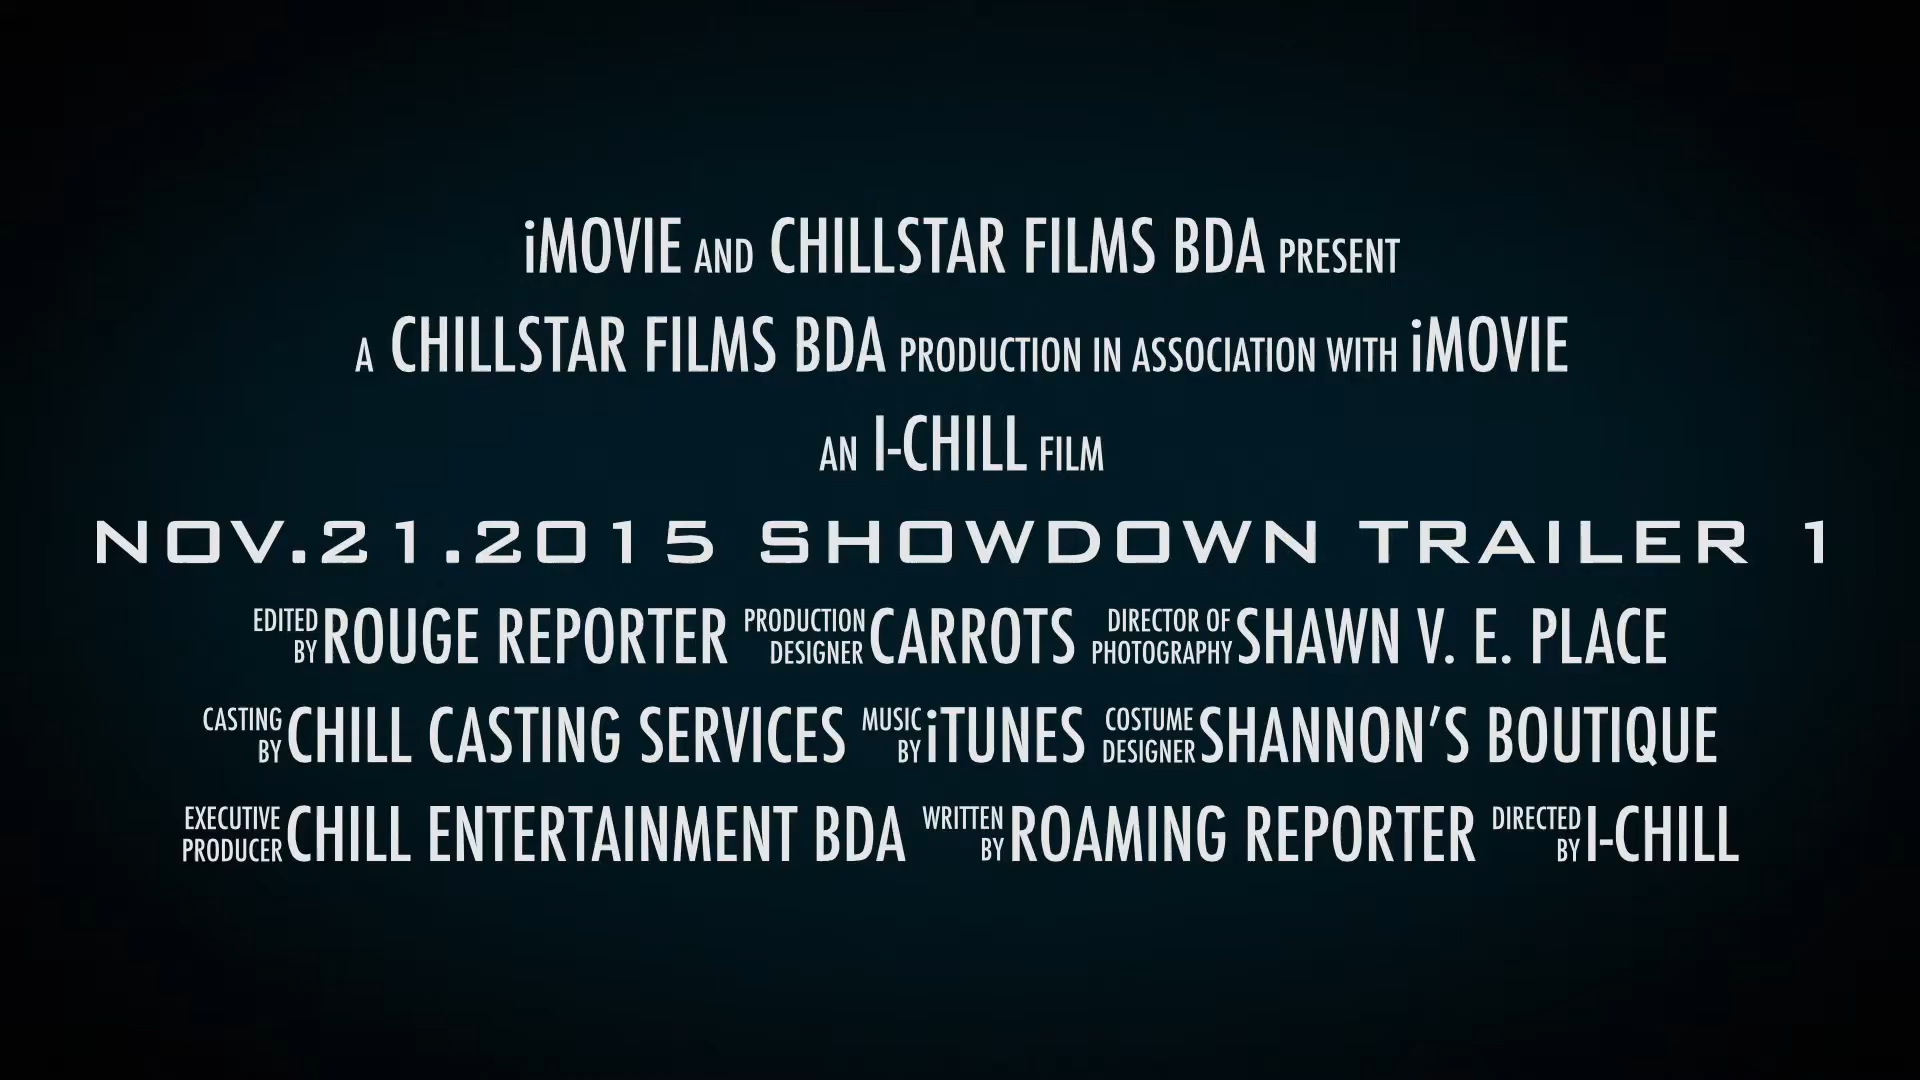 iMOVIE AND CHILLSTAR FILMS BDA PRESENT
A CHILLSTAR FILMS BDA PRODUCTION IN ASSOCIATION WITH iMOVIE
AN I-CHILL FILM
NOV.21.2015 SHOWDOWN TRAILER 1
EDITED BY ROUGE REPORTER PRODUCTION DESIGNER CARROTS DIRECTOR OF PHOTOGRAPHY SHAWN V. E. PLACE
CASTING BY CHILL CASTING SERVICES MUSIC BY iTUNES COSTUME DESIGNER SHANNON'S BOUTIQUE
EXECUTIVE PRODUCER CHILL ENTERTAINMENT BDA WRITTEN BY ROAMING REPORTER DIRECTED BY I-CHILL